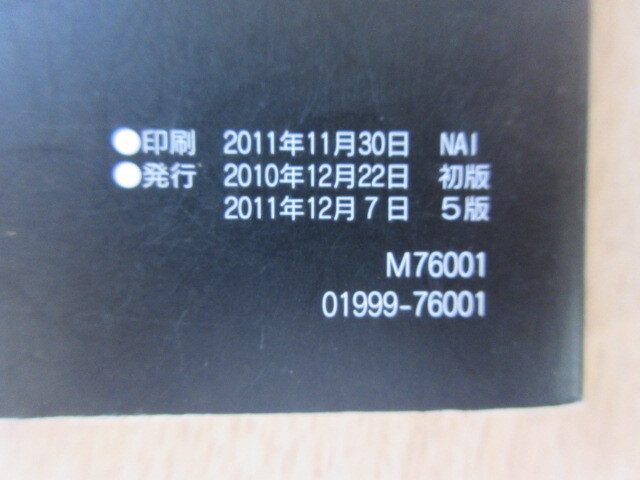 ●印刷 2011年11月30日 NAI
●発行 2010年12月22日 初版
2011年12月7日 5版
M76001
01999-76001